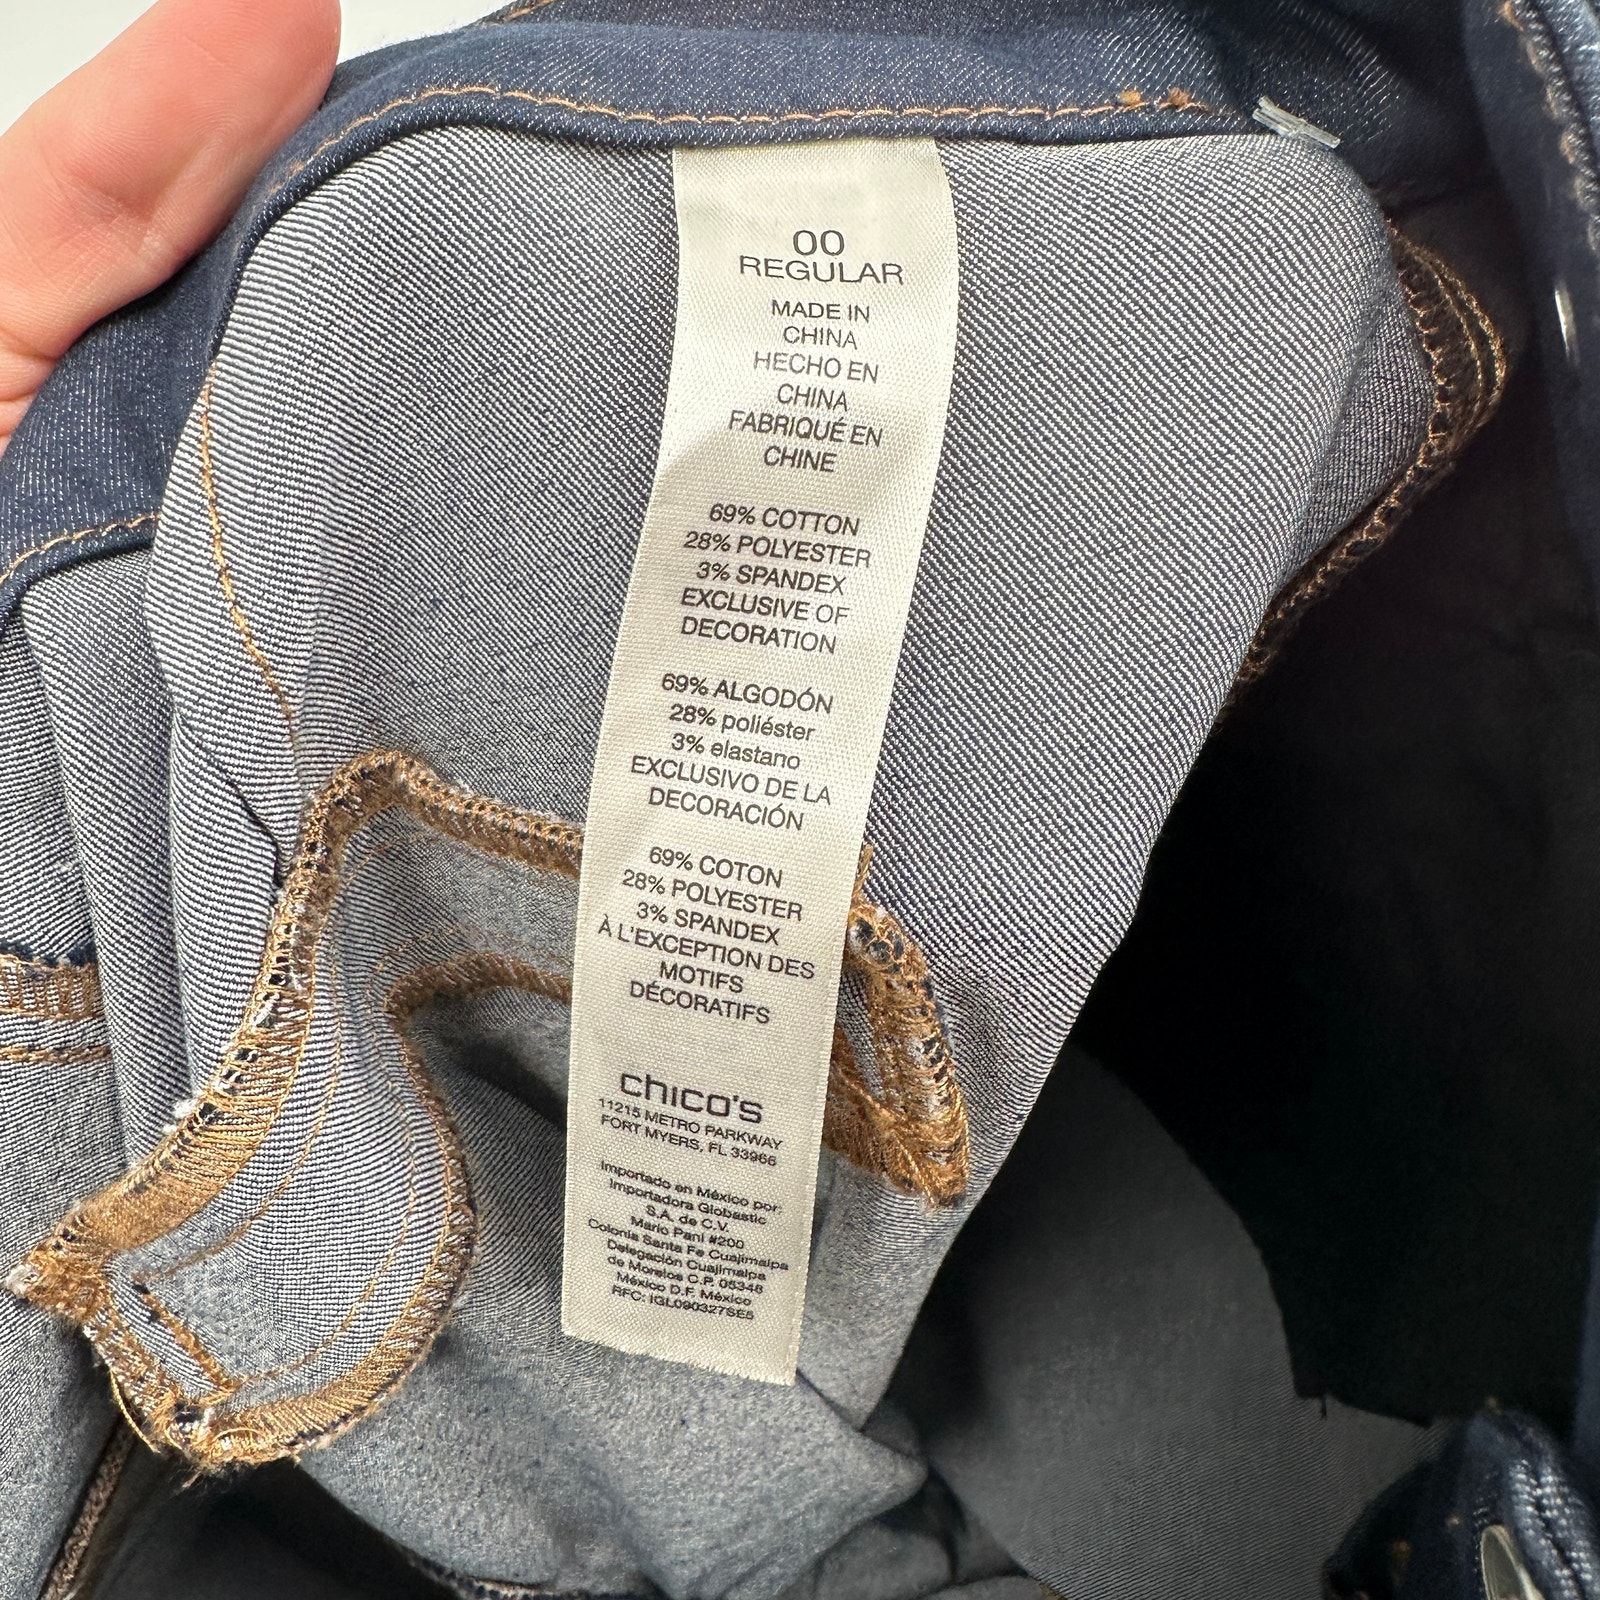 00
REGULAR
MADE IN
CHINA
HECHO EN
CHINA
FABRIQUÉ EN
CHINE
69% COTTON
28% POLYESTER
3% SPANDEX
EXCLUSIVE OF
DECORATION
69% ALGODÓN
28% poliéster
3% elastano
EXCLUSIVO DE LA
DECORACIÓN
69% COTON
28% POLYESTER
3% SPANDEX
À L'EXCEPTION DES
MOTIFS
DÉCORATIFS
chico's
11215 METRO PARKWAY
FORT MYERS, FL 33966
Importado en México por:
Importadora Globastic
S.A. de C.V.
Mario Pani #200
Colonia Santa Fe Cuajimalpa
Delegación Cuajimalpa
de Morelos C.P. 05348
México D.F. México
RFC: IGL090327SE5